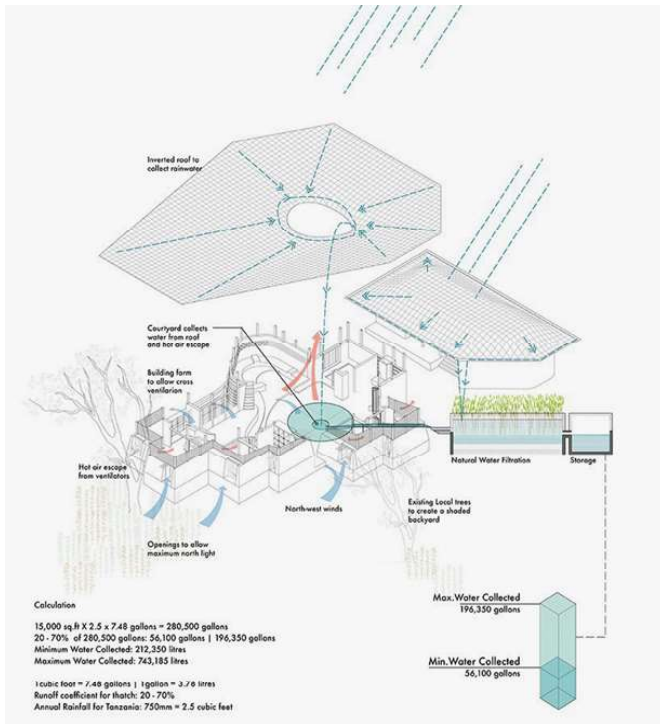 Inverted roof to
collect rainwater
Courtyard collects
water from roof
and hot air escape
Building form
to allow cross
ventilation
Hot air escape
from ventilators
Openings to allow
maximum north light
North-west winds
Existing Local trees
to create a shaded
backyard
Natural Water Filtration
Storage
Calculation
15,000 sq.ft X 2.5 x 7.48 gallons = 280,500 gallons
20 - 70% of 280,500 gallons: 56,100 gallons | 196,350 gallons
Minimum Water Collected: 212,350 litres
Maximum Water Collected: 743,185 litres
1cubic foot = 7.48 gallons | 1gallon = 3.78 litres
Runoff coefficient for thatch: 20 - 70%
Annual Rainfall for Tanzania: 750mm = 2.5 cubic feet
Max.Water Collected
196,350 gallons
Min.Water Collected
56,100 gallons